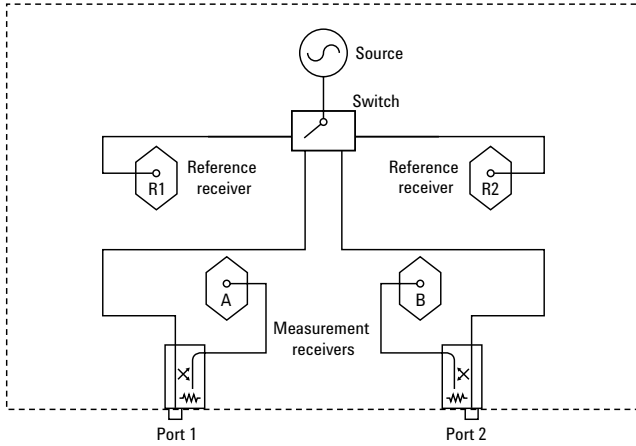 Source
Switch
Reference
receiver
R1
Reference
receiver
R2
A
B
Measurement
receivers
Port 1
Port 2